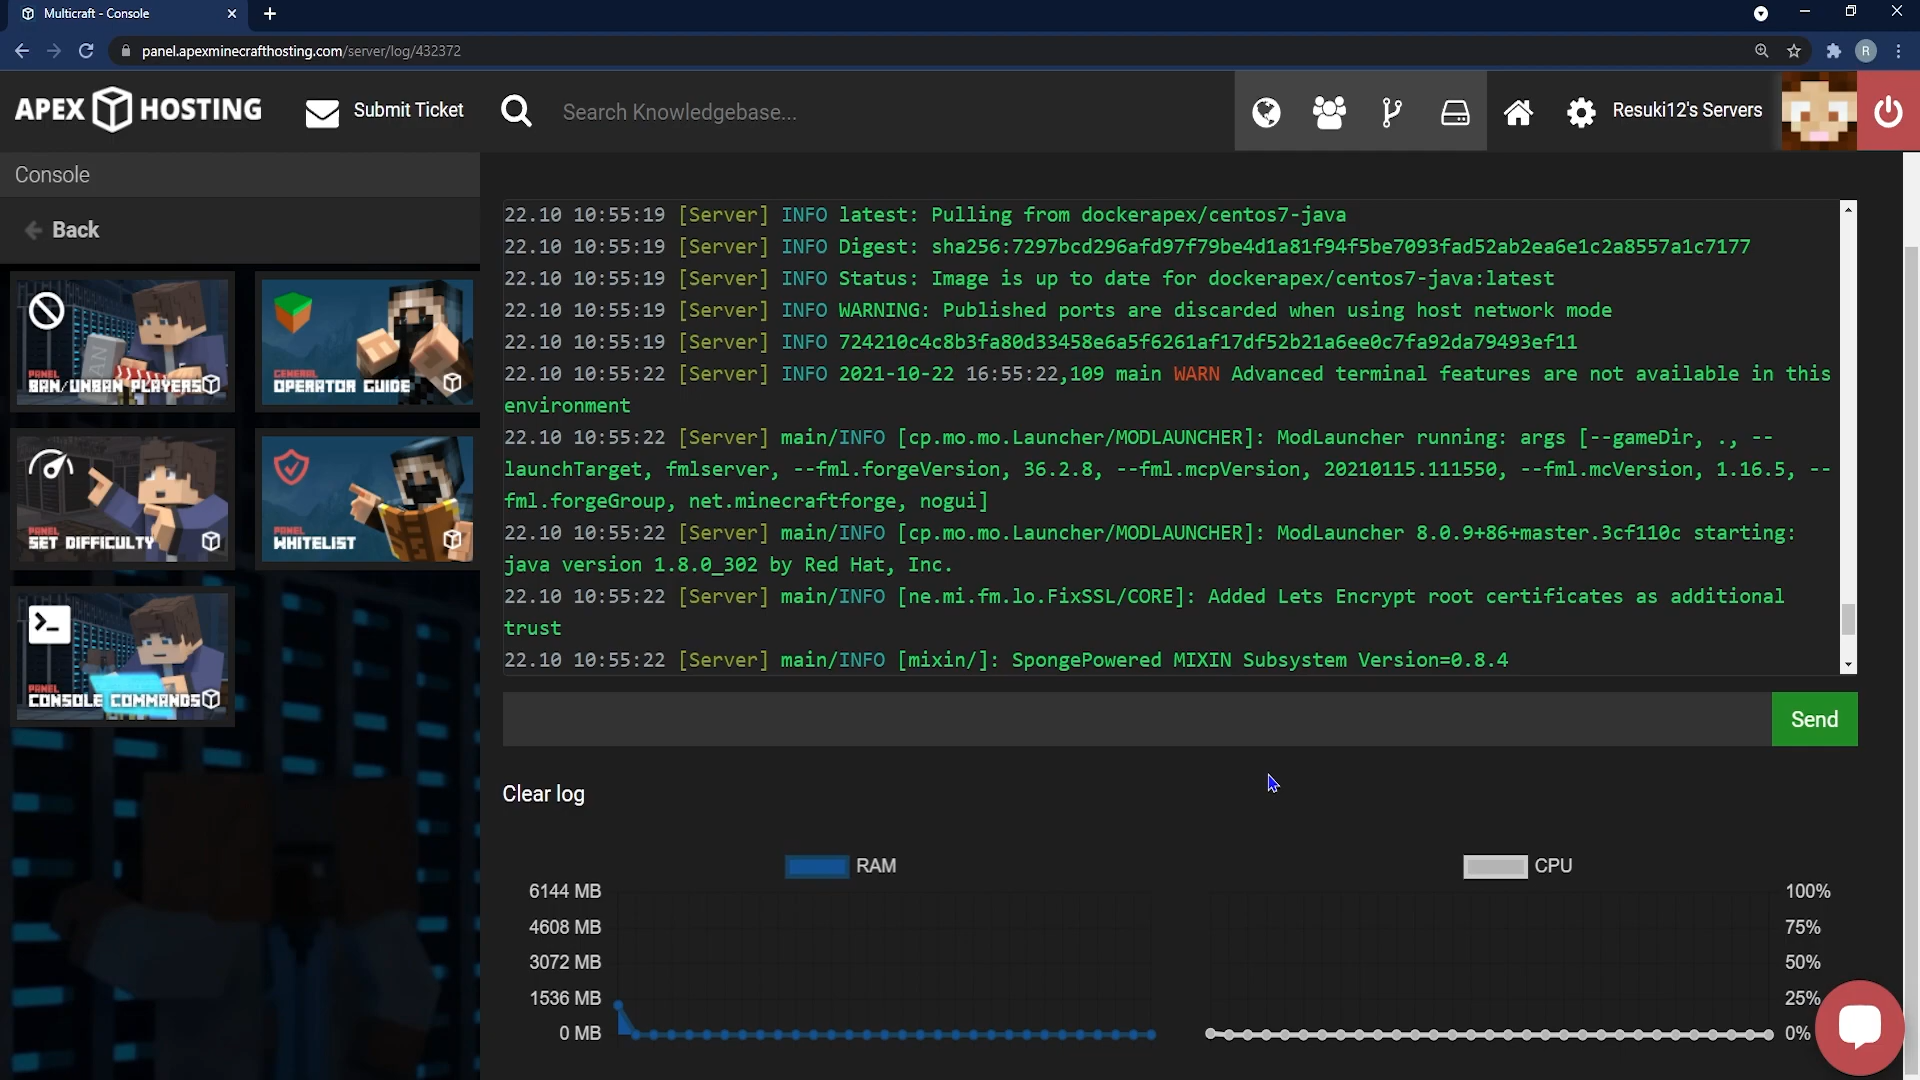 Multicraft - Console
panel.apexminecrafthosting.com/server/log/432372
R
APEX HOSTING
Submit Ticket
Search Knowledgebase...
Resuki12's Servers
Console
Back
BAN
PANEL
BAN/UNBAN PLAYERS
GENERAL
OPERATOR GUIDE
PANEL
SET DIFFICULTY
PANEL
WHITELIST
PANEL
CONSOLE COMMANDS
22.10 10:55:19 [Server] INFO latest: Pulling from dockerapex/centos7-java
22.10 10:55:19 [Server] INFO Digest: sha256:7297bcd296afd97f79be4d1a81f94f5be7093fad52ab2ea6e1c2a8557a1c7177
22.10 10:55:19 [Server] INFO Status: Image is up to date for dockerapex/centos7-java:latest
22.10 10:55:19 [Server] INFO WARNING: Published ports are discarded when using host network mode
22.10 10:55:19 [Server] INFO 724210c4c8b3fa80d33458e6a5f6261af17df52b21a6ee0c7fa92da79493ef11
22.10 10:55:22 [Server] INFO 2021-10-22 16:55:22,109 main WARN Advanced terminal features are not available in this
environment
22.10 10:55:22 [Server] main/INFO [cp.mo.mo.Launcher/MODLAUNCHER]: ModLauncher running: args [--gameDir, ., --
launchTarget, fmlserver, --fml.forgeVersion, 36.2.8, --fml.mcpVersion, 20210115.111550, --fml.mcVersion, 1.16.5, --
fml.forgeGroup, net.minecraftforge, nogui]
22.10 10:55:22 [Server] main/INFO [cp.mo.mo.Launcher/MODLAUNCHER]: ModLauncher 8.0.9+86+master.3cf110c starting:
java version 1.8.0_302 by Red Hat, Inc.
22.10 10:55:22 [Server] main/INFO [ne.mi.fm.lo.FixSSL/CORE]: Added Lets Encrypt root certificates as additional
trust
22.10 10:55:22 [Server] main/INFO [mixin/]: SpongePowered MIXIN Subsystem Version=0.8.4
Send
Clear log
RAM
6144 MB
4608 MB
3072 MB
1536 MB
0 MB
CPU
100%
75%
50%
25%
0%